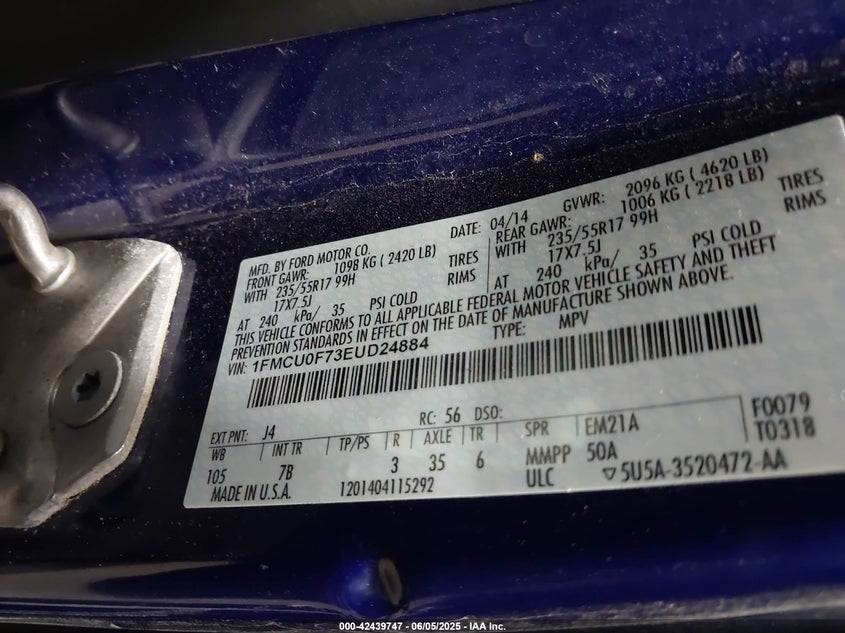 MFD. BY FORD MOTOR CO.
DATE: 04/14
GVWR: 2096 KG ( 4620 LB)
FRONT GAWR: 1098 KG ( 2420 LB)
REAR GAWR: 1006 KG ( 2218 LB)
WITH 235/55R17 99H TIRES
WITH 235/55R17 99H TIRES
17X7.5J RIMS
17X7.5J RIMS
AT 240 kPa/ 35 PSI COLD
AT 240 kPa/ 35 PSI COLD
THIS VEHICLE CONFORMS TO ALL APPLICABLE FEDERAL MOTOR VEHICLE SAFETY AND THEFT
PREVENTION STANDARDS IN EFFECT ON THE DATE OF MANUFACTURE SHOWN ABOVE.
VIN: 1FMCU0F73EUD24884
TYPE: MPV
EXT PNT: J4 RC: 56 DSO:
WB INT TR TP/PS R AXLE TR SPR EM21A F0079
105 7B 3 35 6 MMPP 50A T0318
MADE IN U.S.A. 1201404115292 ULC ▽5U5A-3520472-AA
000-42439747 - 06/05/2025 - IAA Inc.